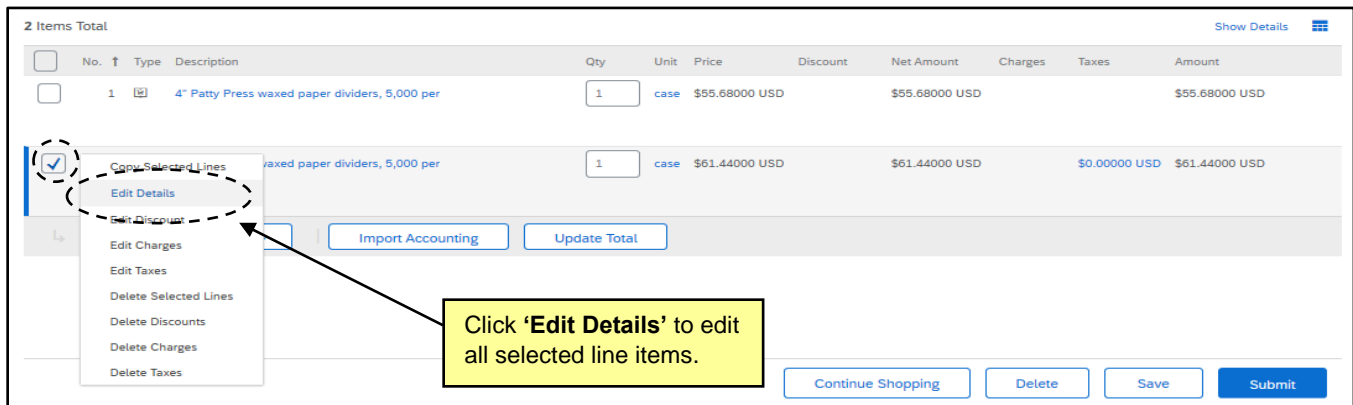 2 Items Total
Show Details
No. ↑ Type Description Qty Unit Price Discount Net Amount Charges Taxes Amount
1 4" Patty Press waxed paper dividers, 5,000 per 1 case $55.68000 USD $55.68000 USD $55.68000 USD
waxed paper dividers, 5,000 per 1 case $61.44000 USD $61.44000 USD $0.00000 USD $61.44000 USD
Copy Selected Lines
Edit Details
Edit Discount
Edit Charges
Edit Taxes
Delete Selected Lines
Delete Discounts
Delete Charges
Delete Taxes
Import Accounting
Update Total
Click ‘Edit Details’ to edit
all selected line items.
Continue Shopping Delete Save Submit